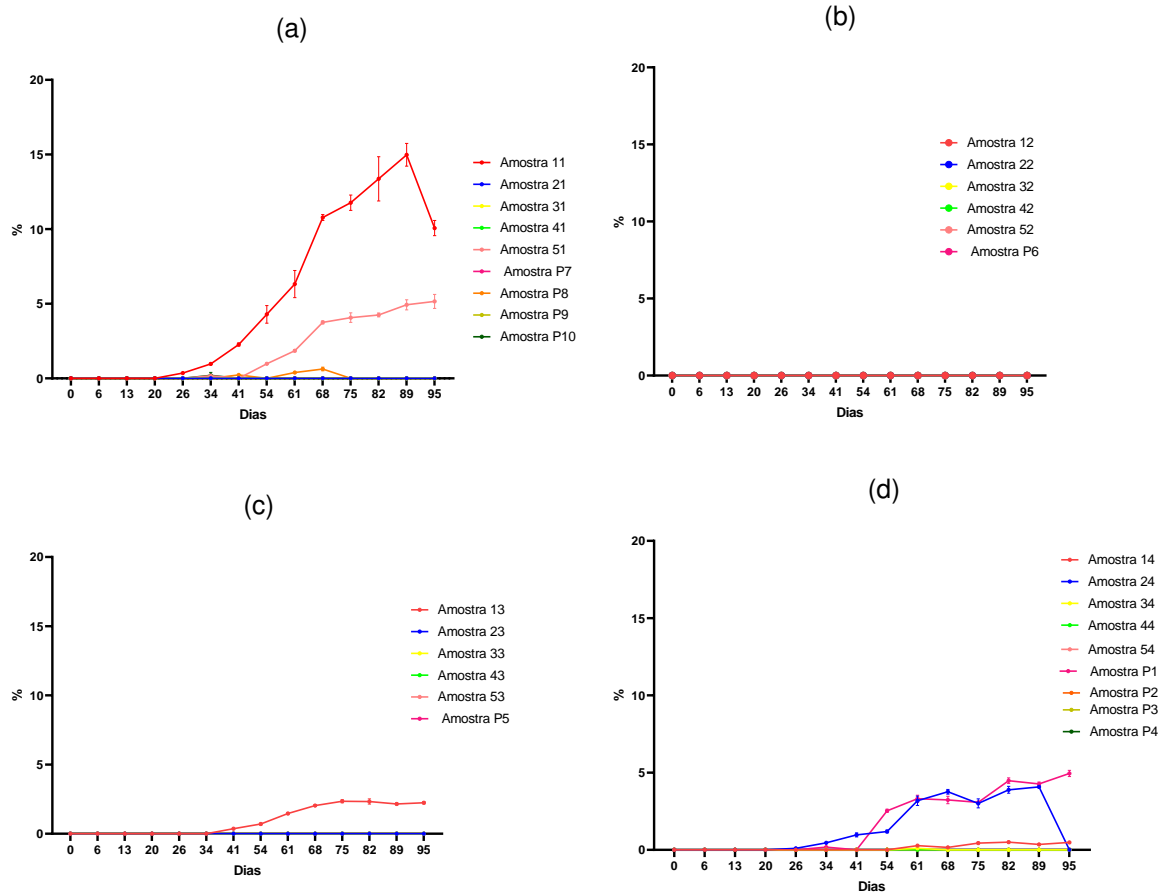 (a)
20
15
10
5
0
%
0 6 13 20 26 34 41 54 61 68 75 82 89 95
Dias
Amostra 11
Amostra 21
Amostra 31
Amostra 41
Amostra 51
Amostra P7
Amostra P8
Amostra P9
Amostra P10
(b)
20
15
10
5
0
%
0 6 13 20 26 34 41 54 61 68 75 82 89 95
Dias
Amostra 12
Amostra 22
Amostra 32
Amostra 42
Amostra 52
Amostra P6
(c)
20
15
10
5
0
%
0 6 13 20 26 34 41 54 61 68 75 82 89 95
Dias
Amostra 13
Amostra 23
Amostra 33
Amostra 43
Amostra 53
Amostra P5
(d)
20
15
10
5
0
%
0 6 13 20 26 34 41 54 61 68 75 82 89 95
Dias
Amostra 14
Amostra 24
Amostra 34
Amostra 44
Amostra 54
Amostra P1
Amostra P2
Amostra P3
Amostra P4